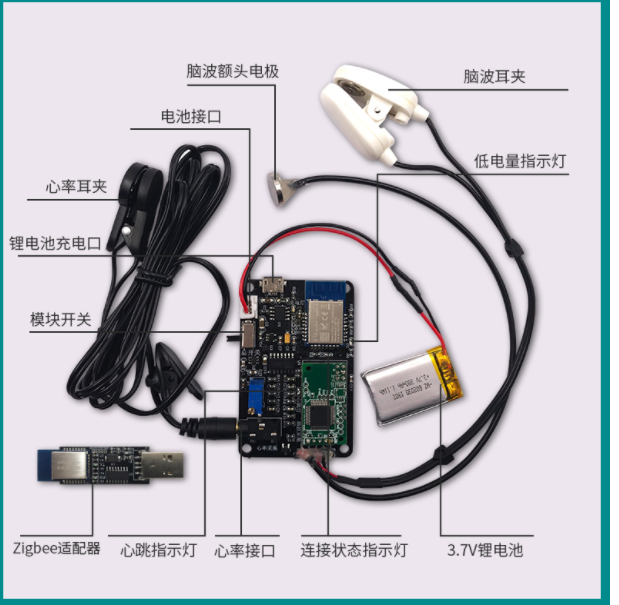 脑波额头电极
脑波耳夹
电池接口
低电量指示灯
心率耳夹
锂电池充电口
模块开关
Zigbee适配器
心跳指示灯
心率接口
连接状态指示灯
3.7V锂电池